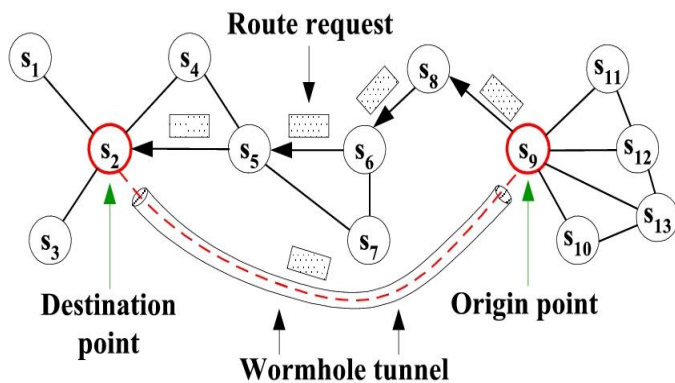 Route request
s1
s4
s8
s11
s2
s5
s6
s9
s12
s3
s7
s10
s13
Destination
point
Origin point
Wormhole tunnel